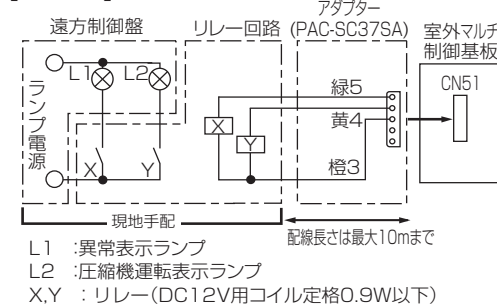 遠方制御盤
リレー回路
アダプター
(PAC-SC37SA)
室外マルチ
制御基板
L1
L2
CN51
ランプ電源
緑5
黄4
橙3
X
Y
X
Y
現地手配
配線長さは最大10mまで
L1 :異常表示ランプ
L2 :圧縮機運転表示ランプ
X,Y :リレー(DC12V用コイル定格0.9W以下)